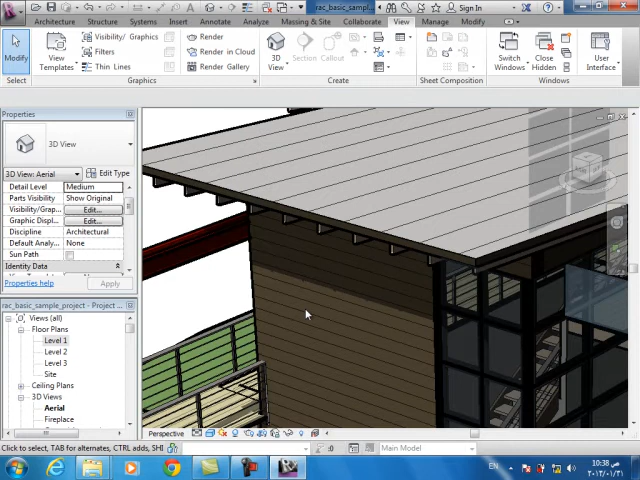 rac_basic_sampl...
Sign In
Architecture Structure Systems Insert Annotate Analyze Massing & Site Collaborate View Manage Modify
Modify
Select
View Templates
Visibility/ Graphics
Filters
Thin Lines
Graphics
Render
Render in Cloud
Render Gallery
3D View
Section
Callout
Create
Sheet Composition
Switch Windows
Close Hidden
Windows
User Interface
Properties
3D View
3D View: Aerial
Edit Type
Detail Level Medium
Parts Visibility Show Original
Visibility/Grap... Edit...
Graphic Displ... Edit...
Discipline Architectural
Default Analy... None
Sun Path
Identity Data
Properties help
Apply
rac_basic_sample_project - Project ...
Views (all)
Floor Plans
Level 1
Level 2
Level 3
Site
Ceiling Plans
3D Views
Aerial
Fireplace
Perspective
Click to select, TAB for alternates, CTRL adds, SHI
:0
Main Model
EN
10:38 ص
٢٠١٢/٠١/٣١